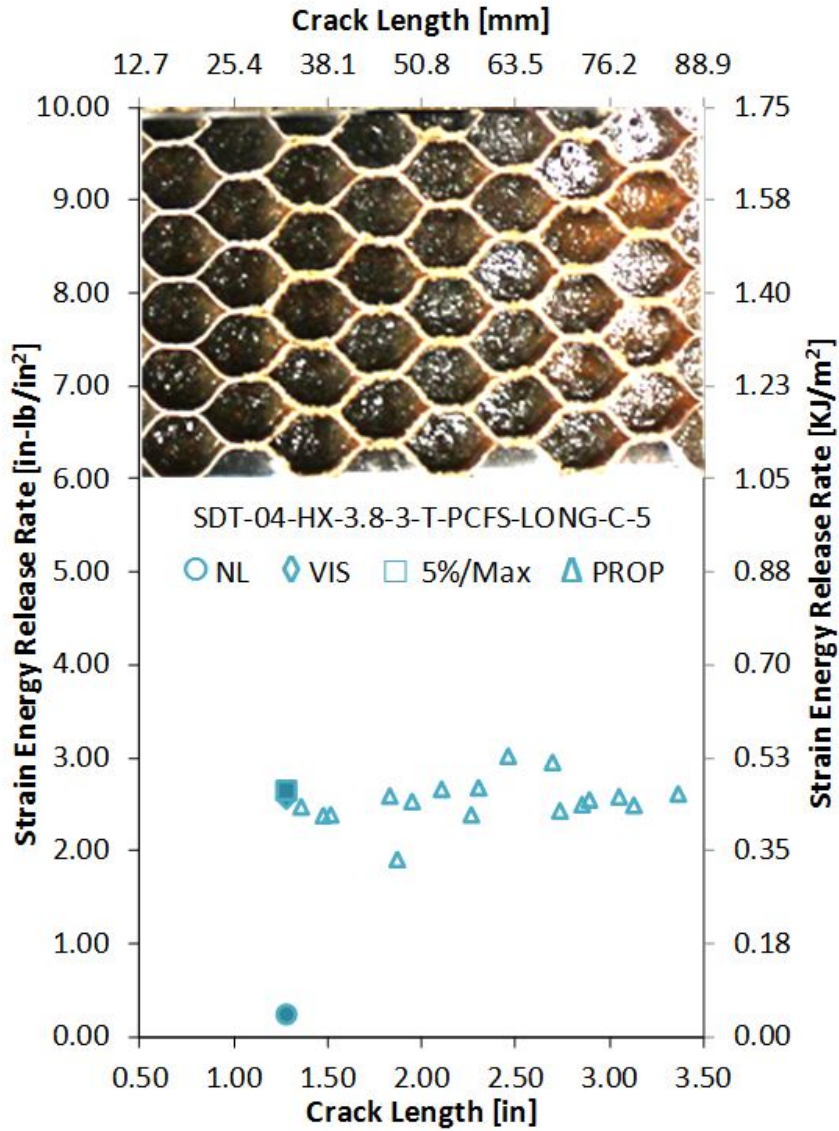 Crack Length [mm]
12.7 25.4 38.1 50.8 63.5 76.2 88.9
10.00 1.75
9.00 1.58
8.00 1.40
7.00 1.23
6.00 1.05
SDT-04-HX-3.8-3-T-PCFS-LONG-C-5
NL VIS 5%/Max PROP
5.00 0.88
4.00 0.70
3.00 0.53
2.00 0.35
1.00 0.18
0.00 0.00
Strain Energy Release Rate [in-lb/in²]
Strain Energy Release Rate [KJ/m²]
0.50 1.00 1.50 2.00 2.50 3.00 3.50
Crack Length [in]